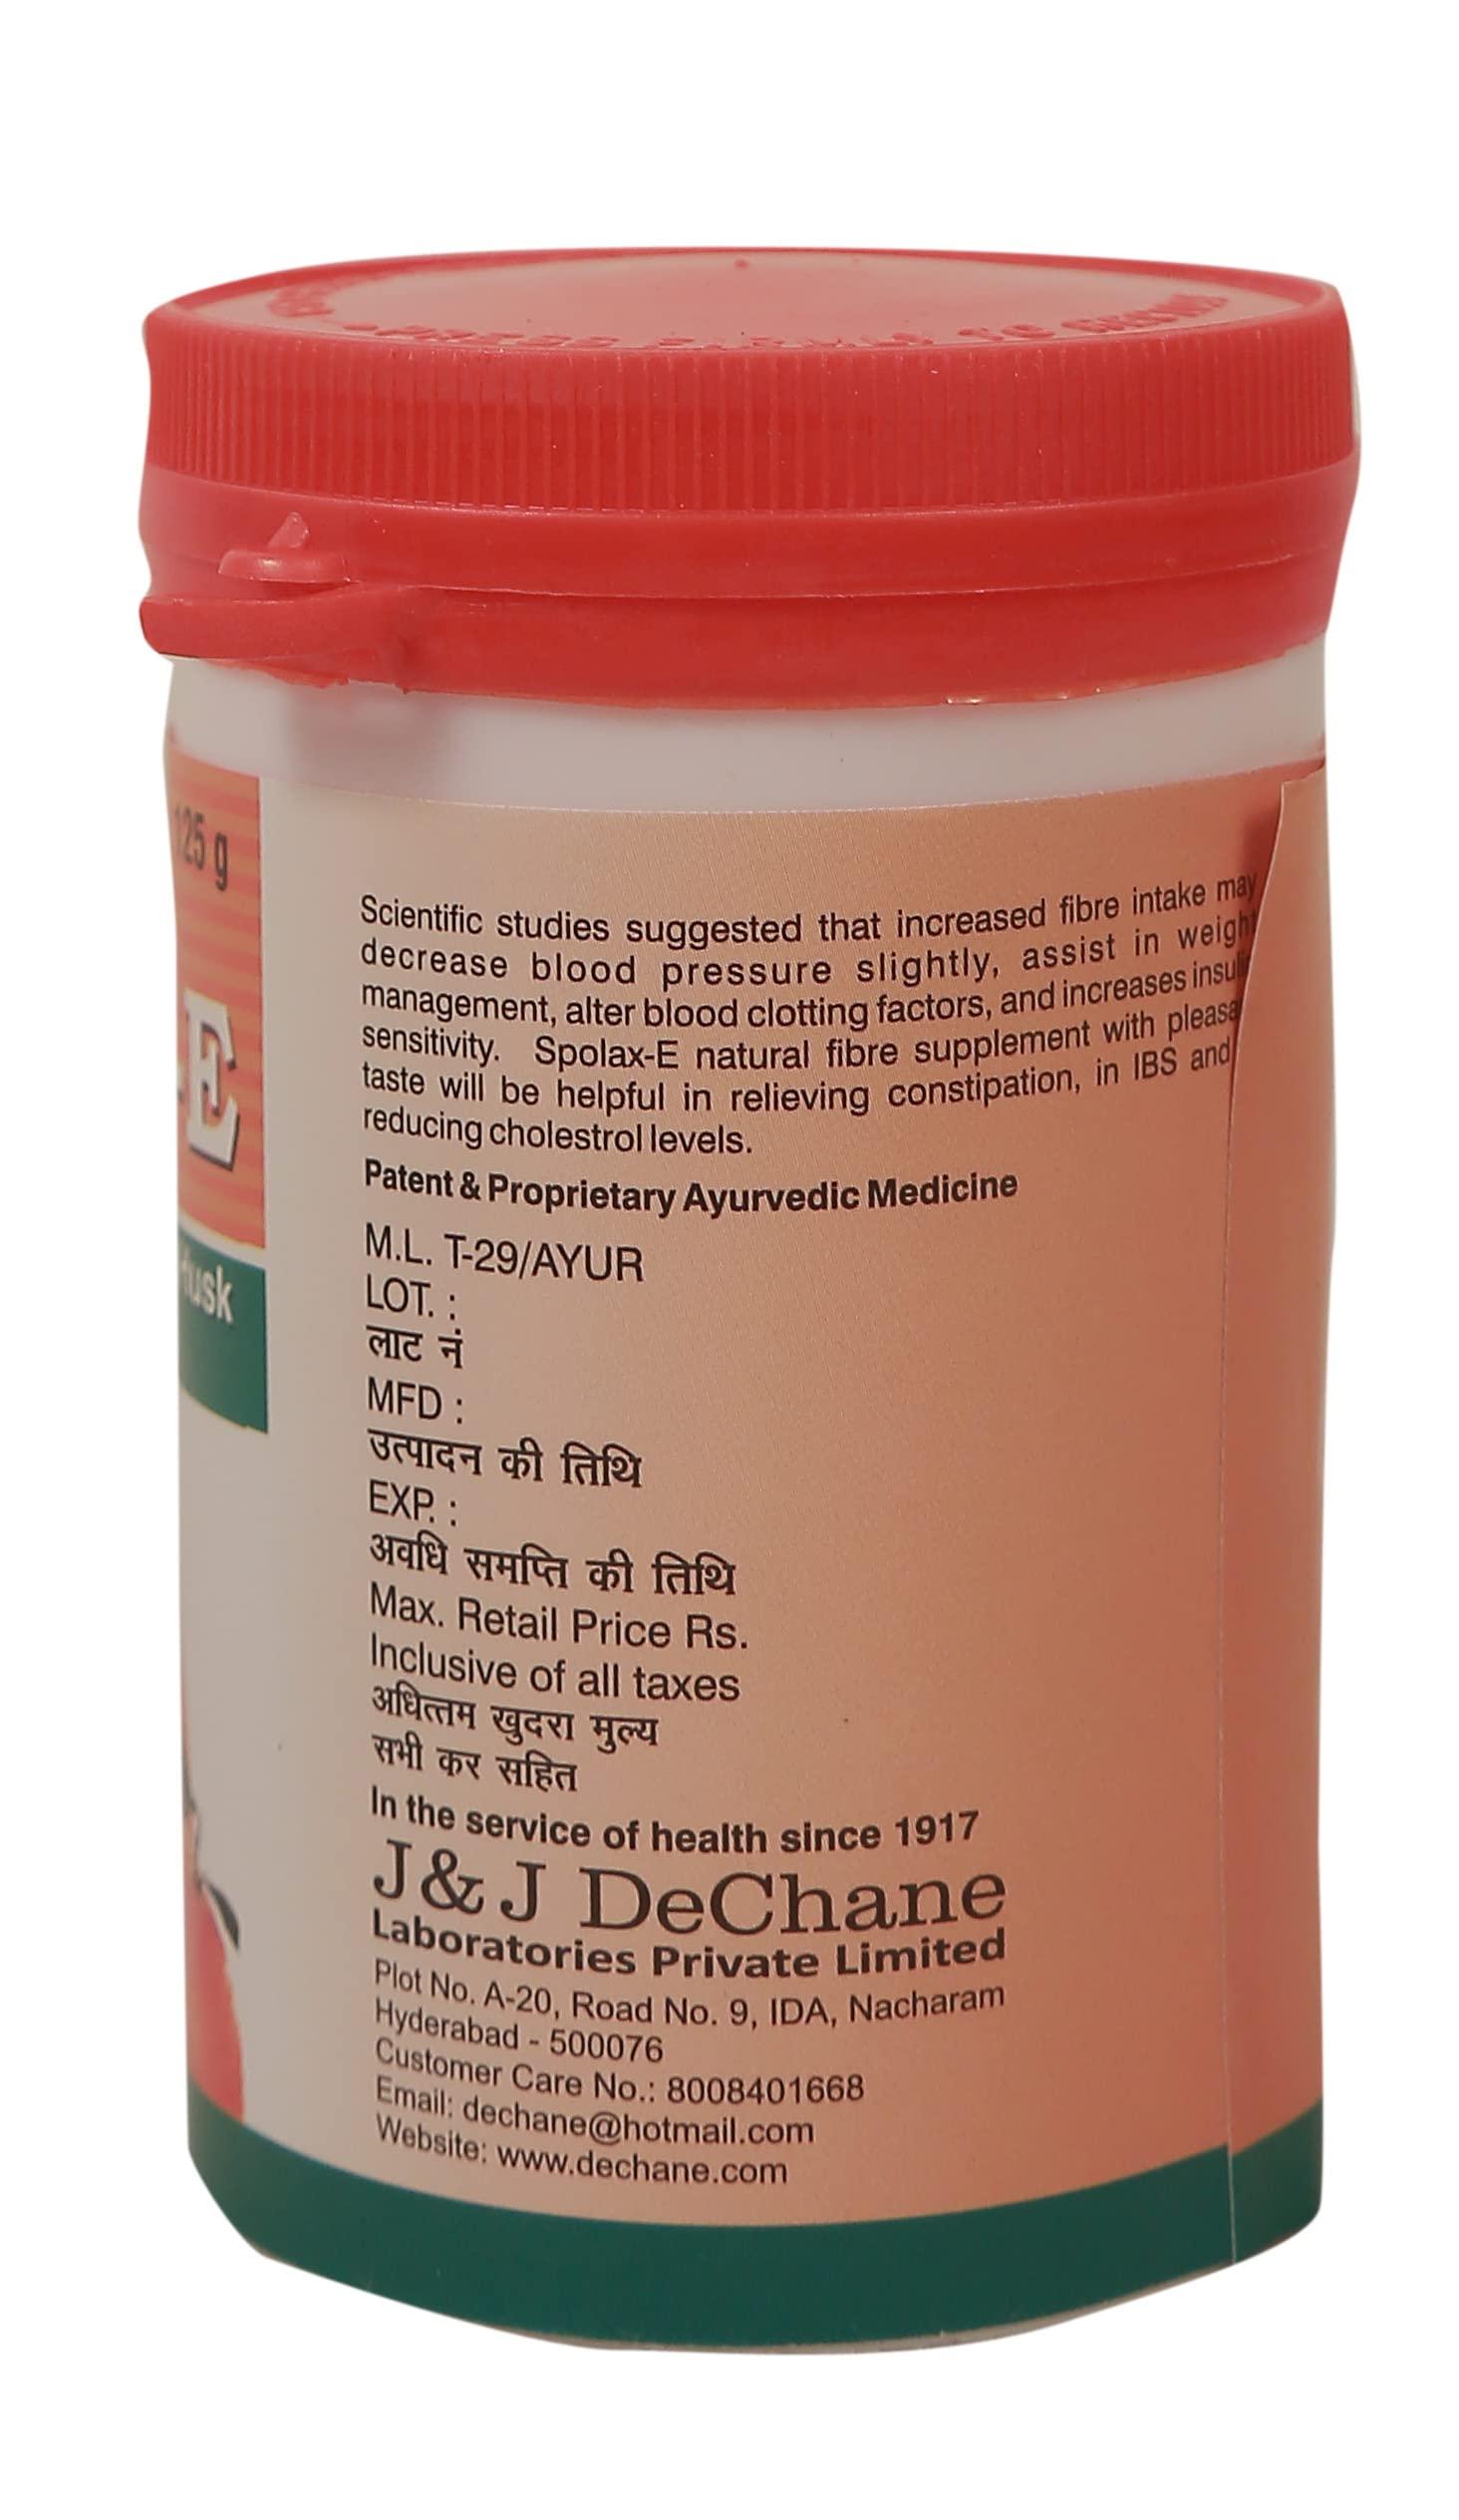 125 g
E
Husk
Scientific studies suggested that increased fibre intake may
decrease blood pressure slightly, assist in weight
management, alter blood clotting factors, and increases
sensitivity. Spolax-E natural fibre supplement with
taste will be helpful in relieving constipation, in IBS and
reducing cholestrol levels.
Patent & Proprietary Ayurvedic Medicine
M.L. T-29/AYUR
LOT. :
लाट नं
MFD :
उत्पादन की तिथि
EXP. :
अवधि समप्ति की तिथि
Max. Retail Price Rs.
Inclusive of all taxes
अधित्तम खुदरा मुल्य
सभी कर सहित
In the service of health since 1917
J & J DeChane
Laboratories Private Limited
Plot No. A-20, Road No. 9, IDA, Nacharam
Hyderabad - 500076
Customer Care No.: 8008401668
Email: dechane@hotmail.com
Website: www.dechane.com